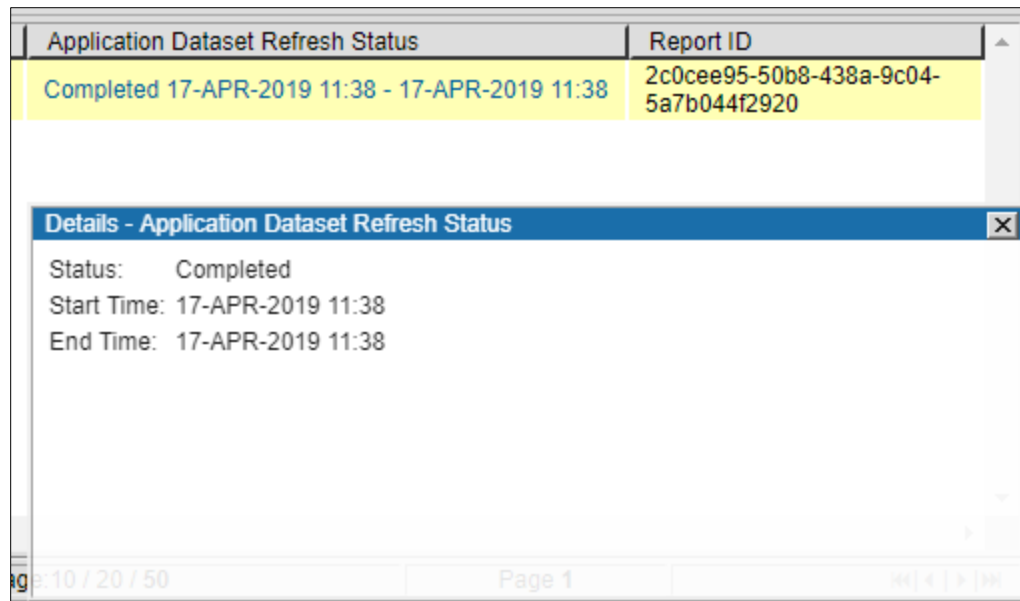 Application Dataset Refresh Status Report ID
Completed 17-APR-2019 11:38 - 17-APR-2019 11:38 2c0cee95-50b8-438a-9c04-
5a7b044f2920
Details - Application Dataset Refresh Status
Status: Completed
Start Time: 17-APR-2019 11:38
End Time: 17-APR-2019 11:38
age:10 / 20 / 50 Page 1